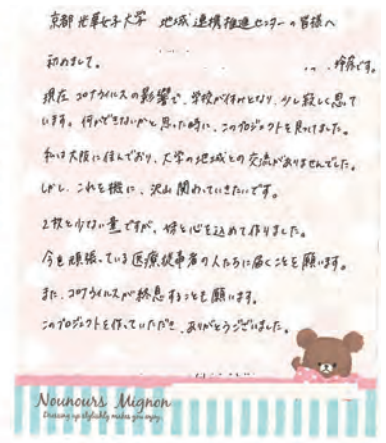 京都光華女子大学 地域連携推進センターの皆様へ
初めまして。 です。
現在コロナウイルスの影響で、学校が休みとなり、少し寂しく思って
います。何ができないかと思った時に、このプロジェクトを見つけました。
私は大阪に住んでおり、大学の地域との交流がありませんでした。
しかし、これを機に、沢山関わっていきたいです。
2枚と少ない量ですが、妹と心を込めて作りました。
今も頑張っている医療従事者の人たちに届くことを願います。
また、コロナウイルスが終息することも願います。
このプロジェクトを作っていただき、ありがとうございました。
Nounours Mignon
Dressing up stylishly makes you enjoy.